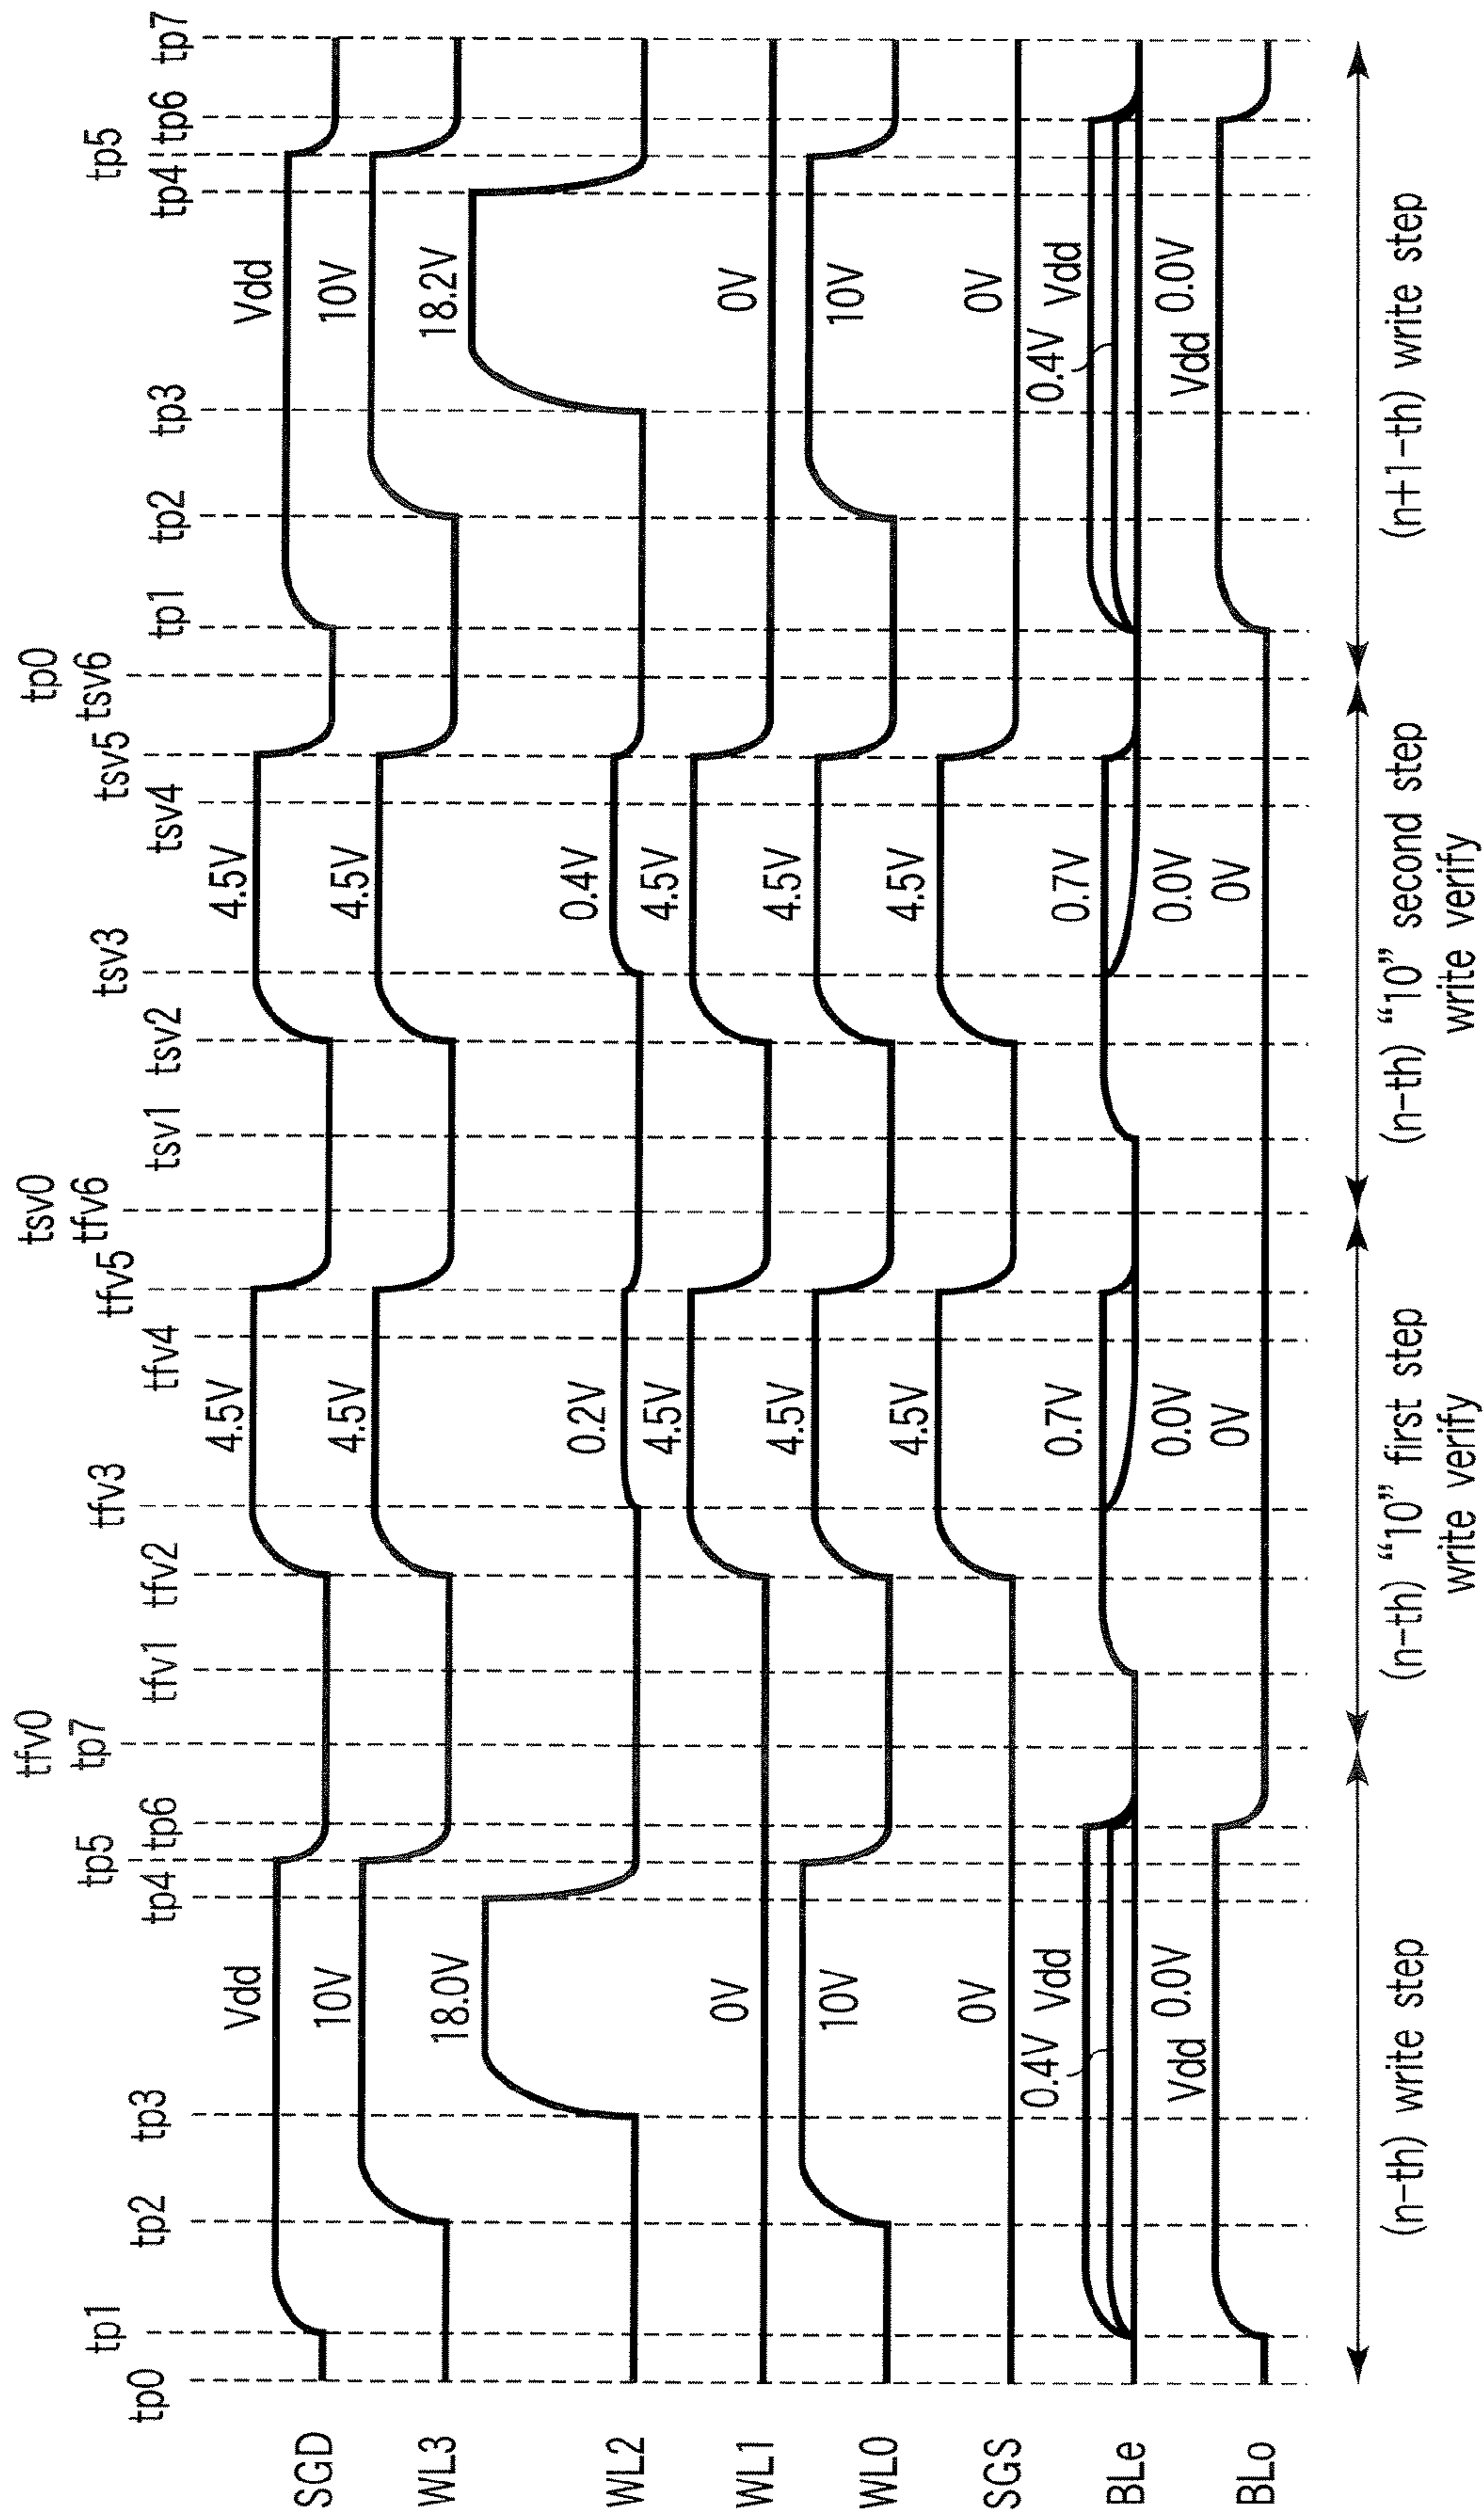 tp0
tp1
tp2
tp3
tp4
tp5
tp6
tp7
tfv0
tfv1
tfv2
tfv3
tfv4
tfv5
tfv6
tsv0
tsv1
tsv2
tsv3
tsv4
tsv5
tsv6
tp0
tp1
tp2
tp3
tp4
tp5
tp6
tp7
SGD
Vdd
4.5V
4.5V
Vdd
WL3
10V
4.5V
4.5V
10V
WL2
18.0V
0.2V
0.4V
18.2V
WL1
0V
4.5V
4.5V
0V
WL0
10V
4.5V
4.5V
10V
SGS
0V
4.5V
4.5V
0V
BLe
0.4V
Vdd
0.0V
0.7V
0.0V
0.7V
0.0V
0.4V
Vdd
0.0V
BLo
Vdd
0V
0V
Vdd
(n-th) write step
(n-th) “10” first step
write verify
(n-th) “10” second step
write verify
(n+1-th) write step